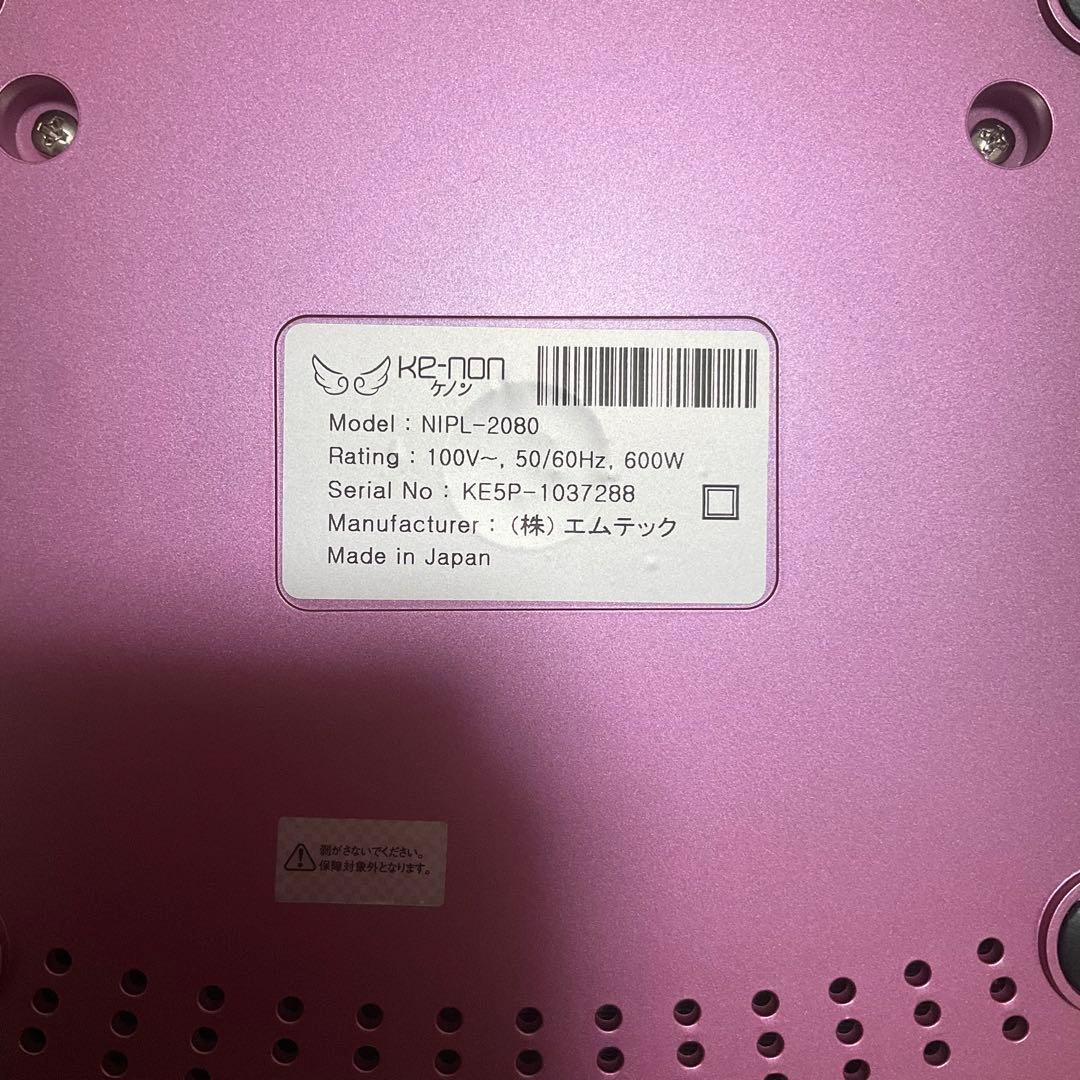 Ke-non
ケノン
Model : NIPL-2080
Rating : 100V~, 50/60Hz, 600W
Serial No : KE5P-1037288
Manufacturer : (株) エムテック
Made in Japan
剥がさないでください。
保障対象外となります。